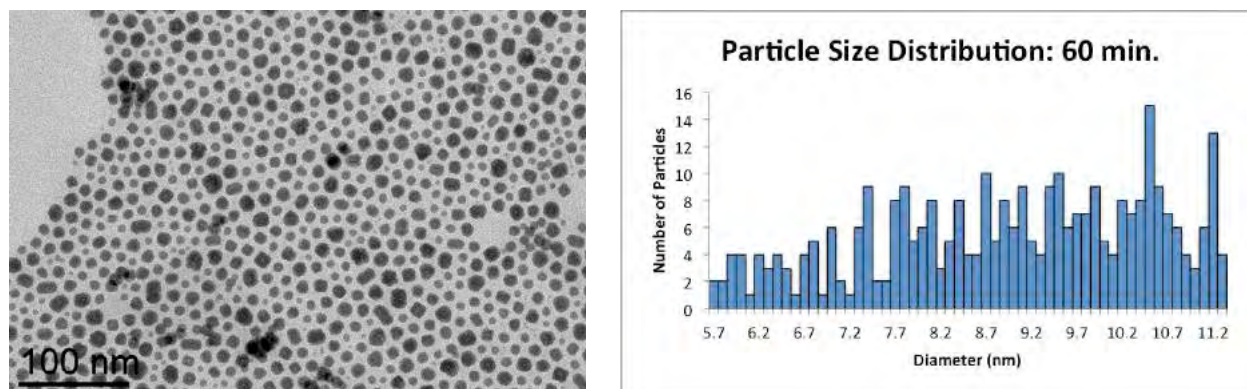 100 nm
Particle Size Distribution: 60 min.
16
14
12
10
8
6
4
2
0
Number of Particles
5.7 6.2 6.7 7.2 7.7 8.2 8.7 9.2 9.7 10.2 10.7 11.2
Diameter (nm)